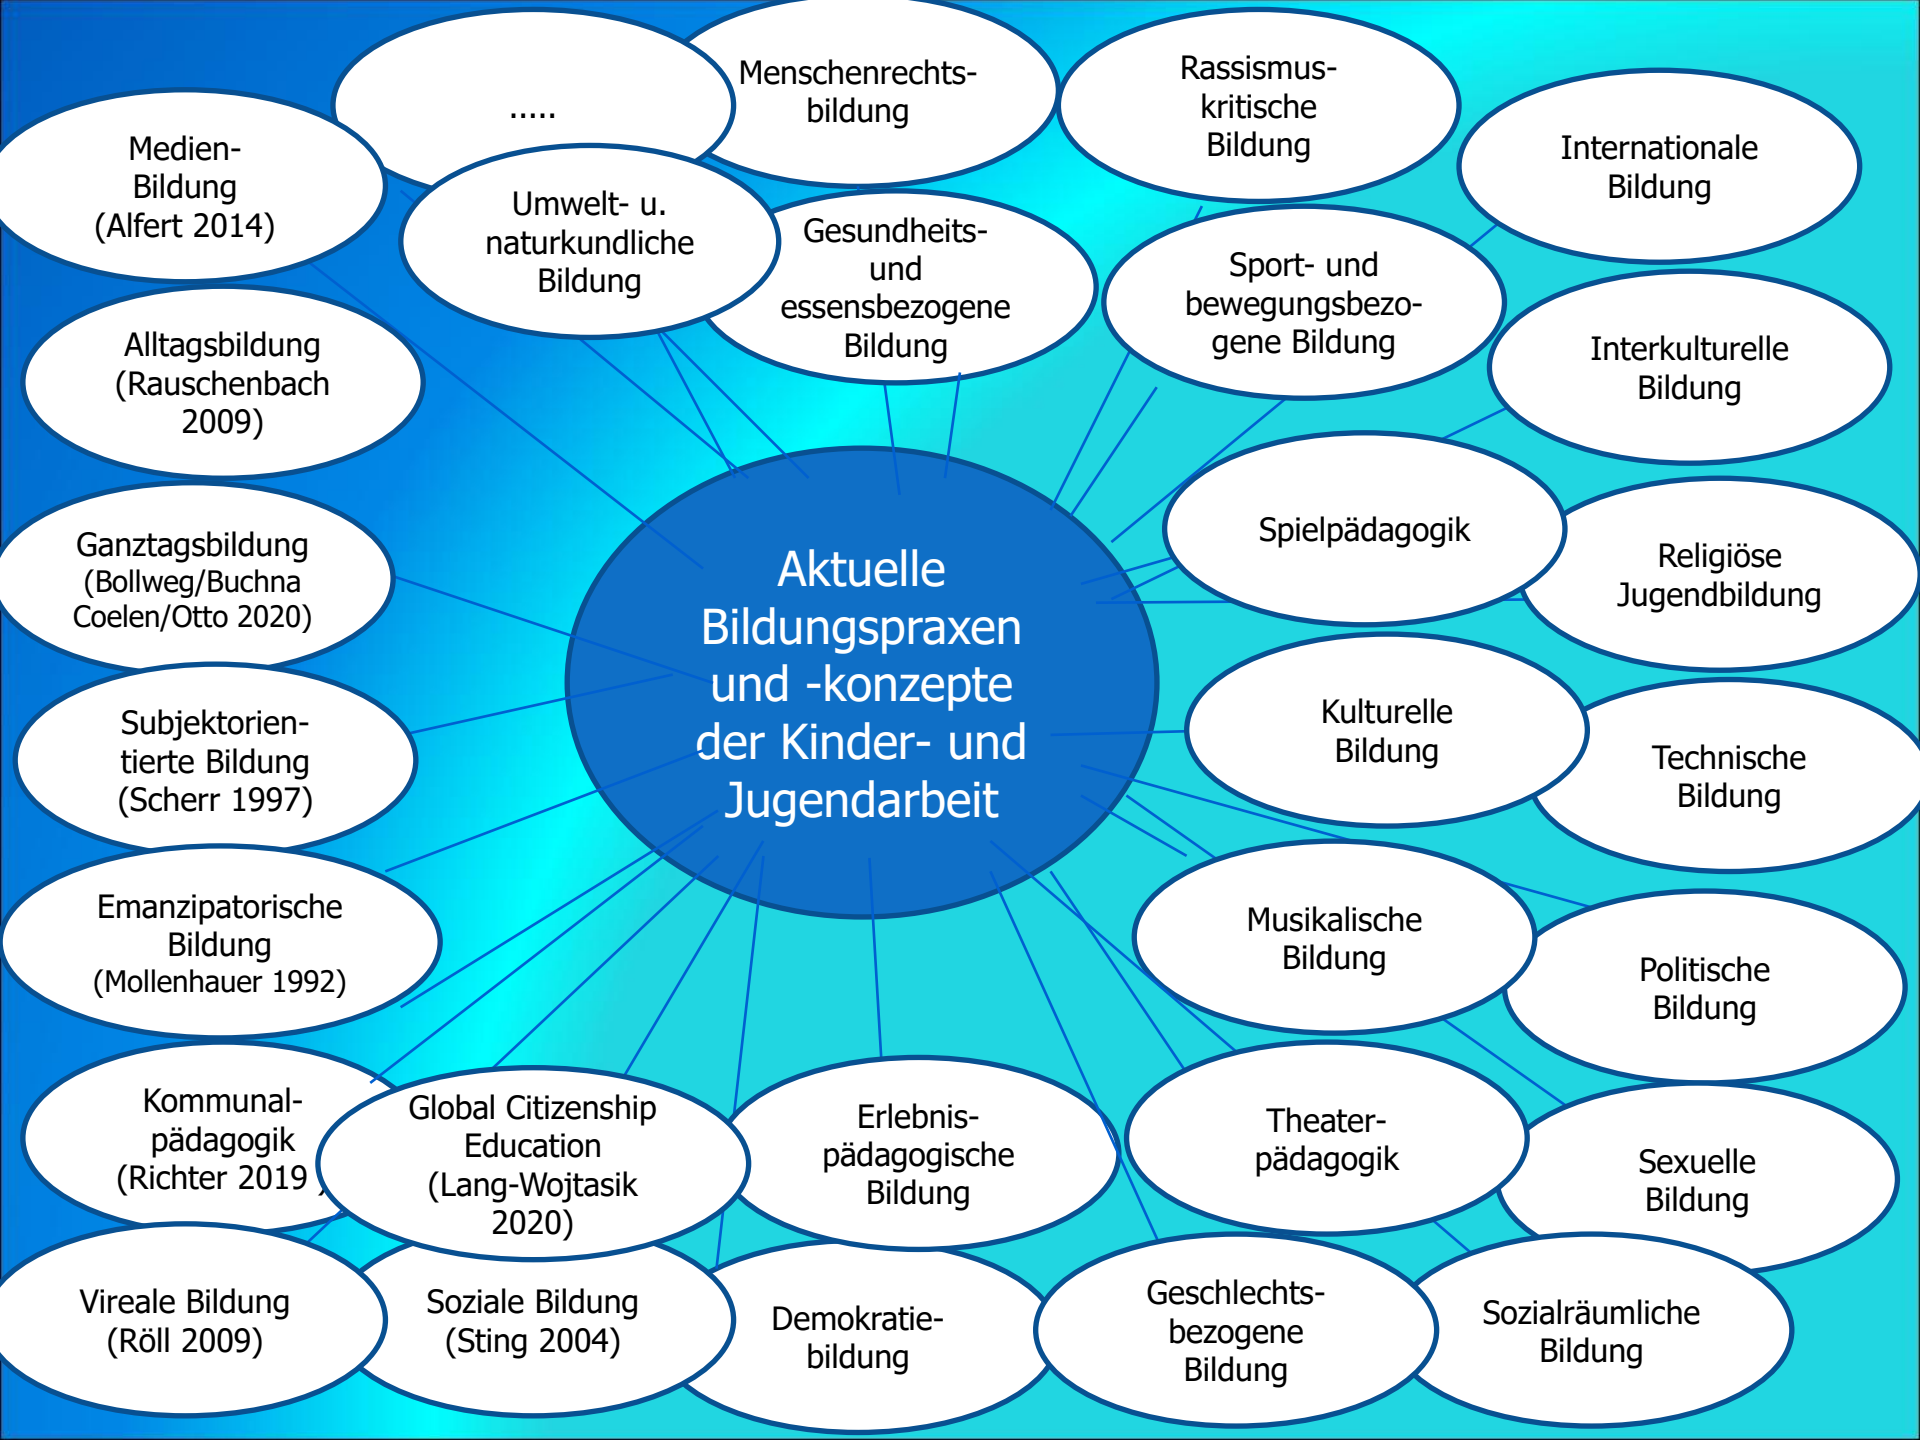 .....
Menschenrechts-
bildung
Rassismus-
kritische
Bildung
Internationale
Bildung
Medien-
Bildung
(Alfert 2014)
Umwelt- u.
naturkundliche
Bildung
Gesundheits-
und
essensbezogene
Bildung
Sport- und
bewegungsbezo-
gene Bildung
Interkulturelle
Bildung
Alltagsbildung
(Rauschenbach
2009)
Spielpädagogik
Religiöse
Jugendbildung
Ganztagsbildung
(Bollweg/Buchna
Coelen/Otto 2020)
Aktuelle
Bildungspraxen
und -konzepte
der Kinder- und
Jugendarbeit
Kulturelle
Bildung
Technische
Bildung
Subjektorien-
tierte Bildung
(Scherr 1997)
Musikalische
Bildung
Politische
Bildung
Emanzipatorische
Bildung
(Mollenhauer 1992)
Kommunal-
pädagogik
(Richter 2019 )
Global Citizenship
Education
(Lang-Wojtasik
2020)
Erlebnis-
pädagogische
Bildung
Theater-
pädagogik
Sexuelle
Bildung
Vireale Bildung
(Röll 2009)
Soziale Bildung
(Sting 2004)
Demokratie-
bildung
Geschlechts-
bezogene
Bildung
Sozialräumliche
Bildung